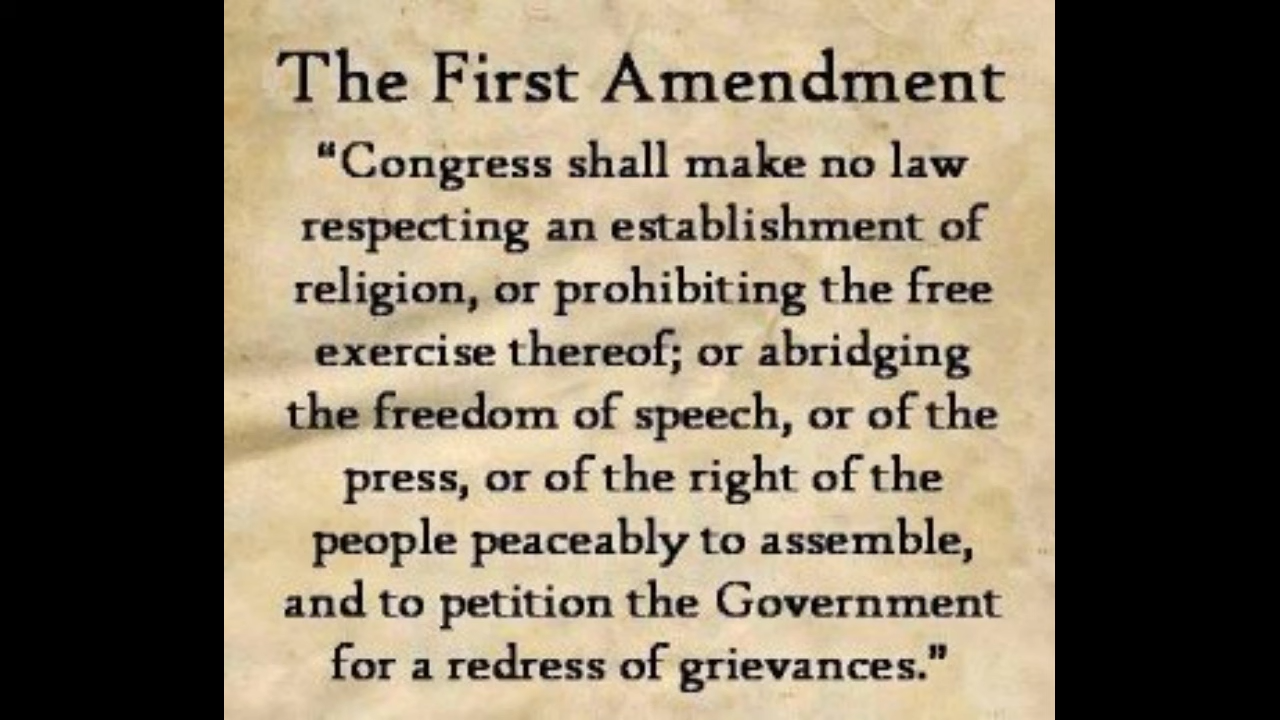 The First Amendment
“Congress shall make no law
respecting an establishment of
religion, or prohibiting the free
exercise thereof; or abridging
the freedom of speech, or of the
press, or of the right of the
people peaceably to assemble,
and to petition the Government
for a redress of grievances.”